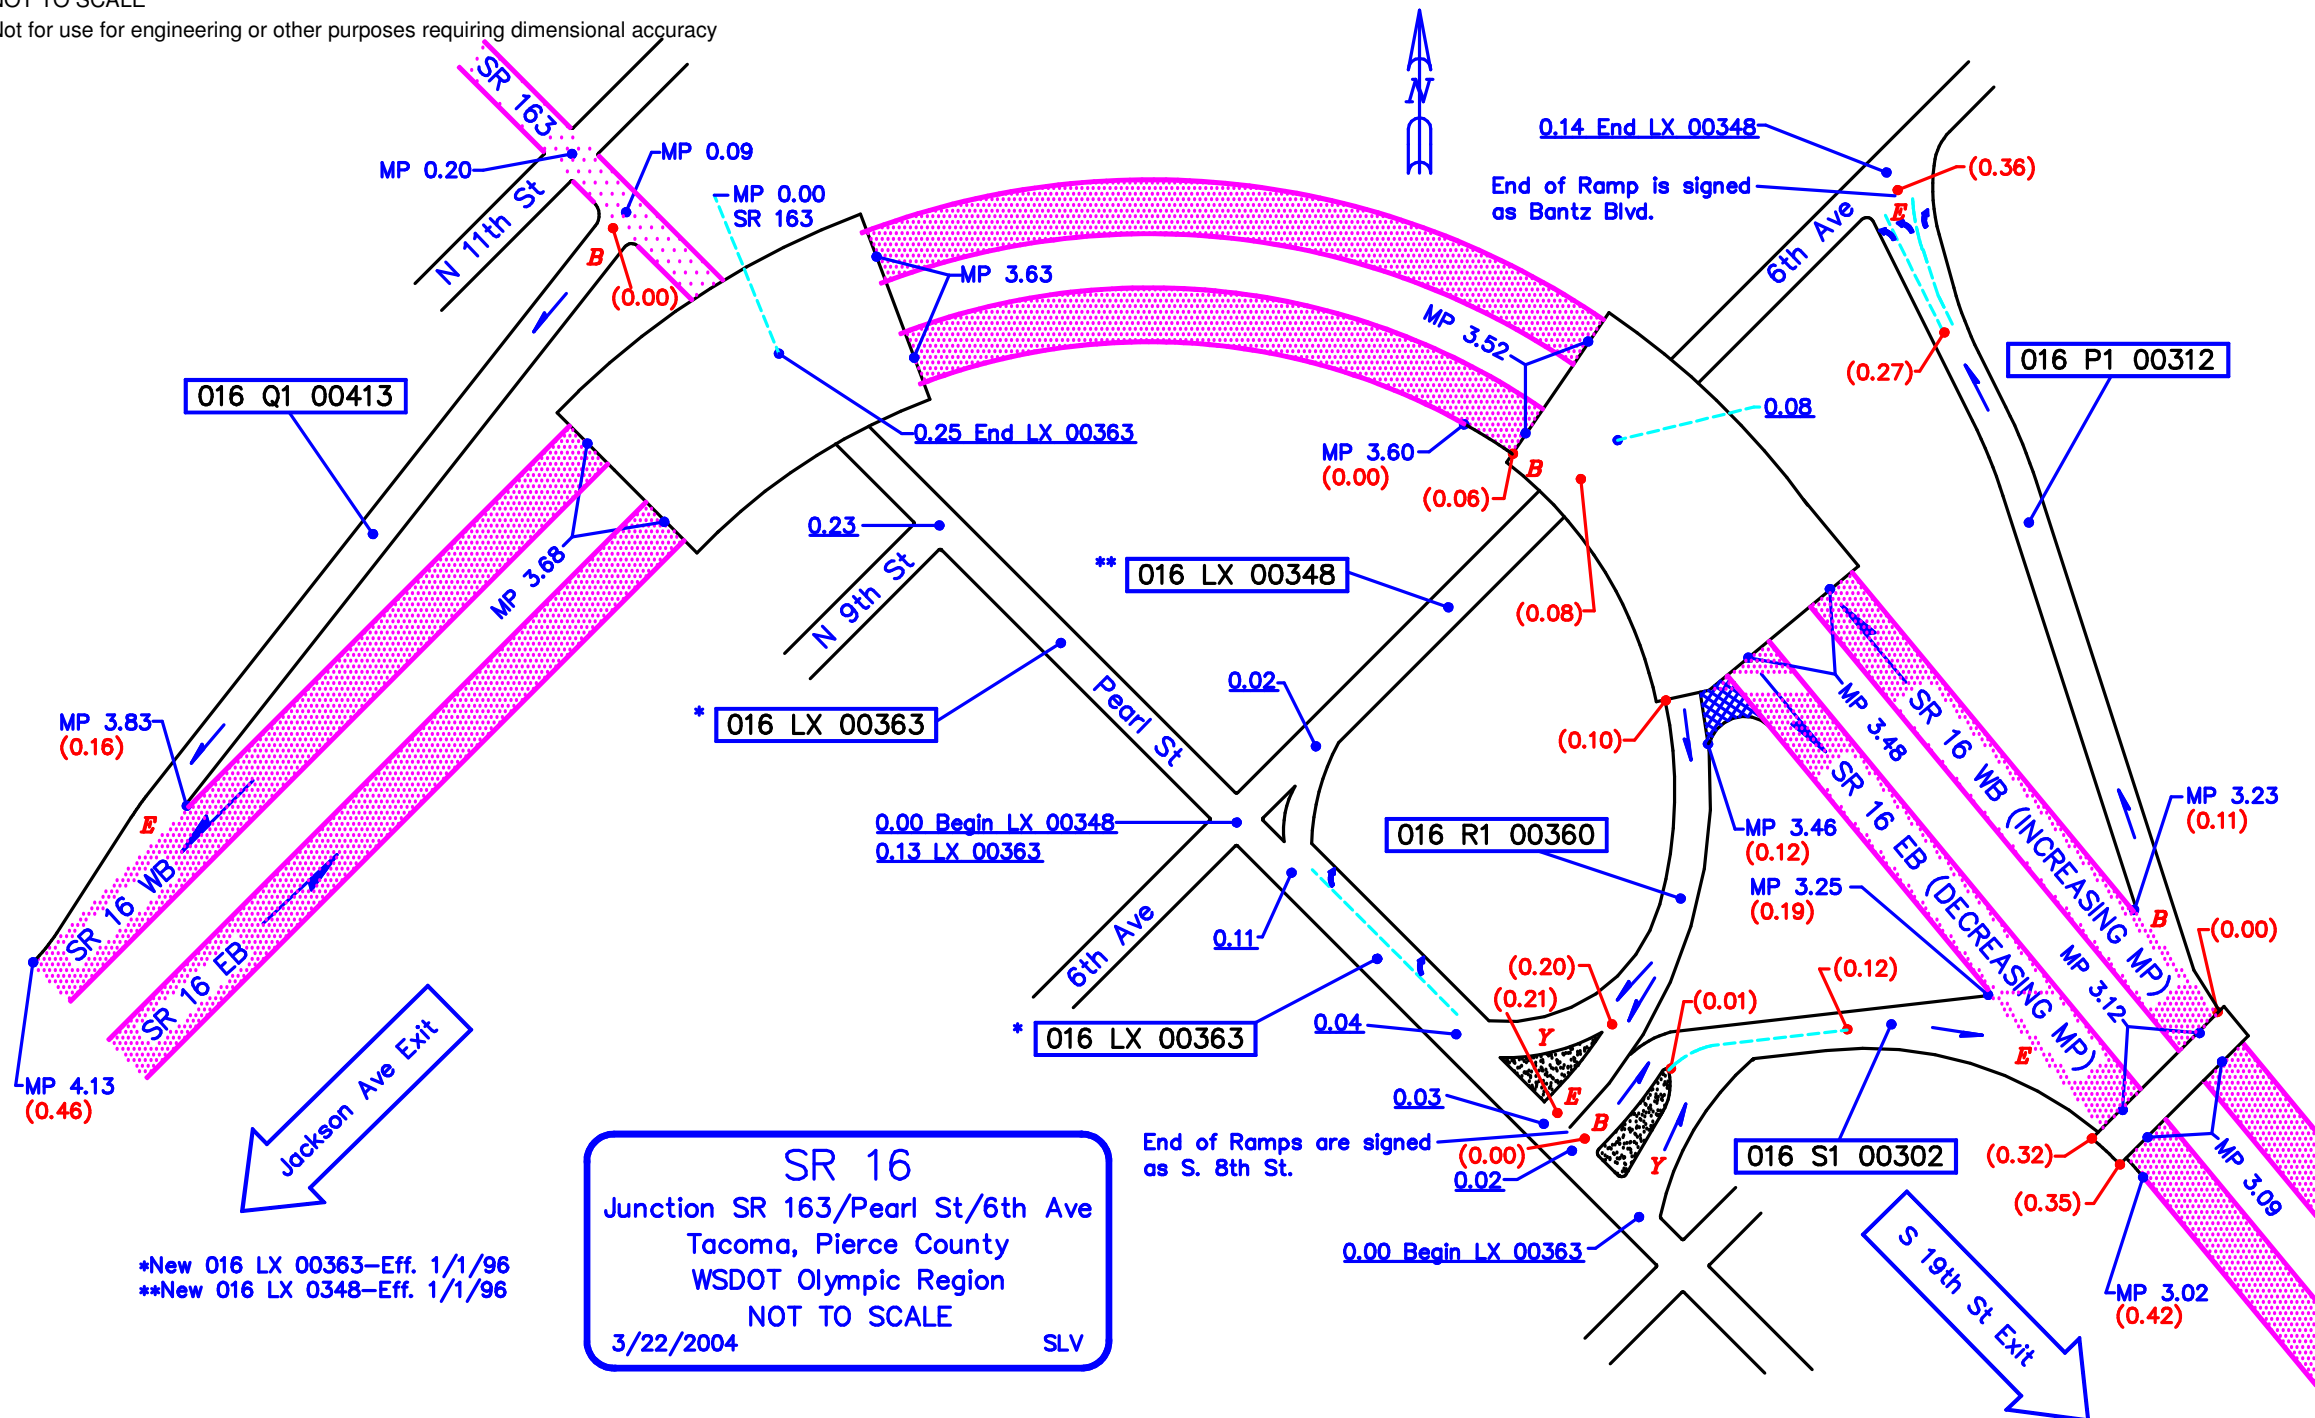 NOT TO SCALE
Not for use for engineering or other purposes requiring dimensional accuracy
SR 163
MP 0.20
MP 0.09
MP 0.00
SR 163
N 11th St
B
(0.00)
N
0.14 End LX 00348
End of Ramp is signed
as Bantz Blvd.
(0.36)
E
6th Ave
(0.27)
016 P1 00312
MP 3.63
MP 3.52
016 Q1 00413
0.25 End LX 00363
0.08
MP 3.60
(0.00)
B
(0.06)
0.23
MP 3.68
N 9th St
** 016 LX 00348
(0.08)
0.02
* 016 LX 00363
Pearl St
(0.10)
MP 3.83
(0.16)
E
SR 16 WB
SR 16 EB
MP 4.13
(0.46)
0.00 Begin LX 00348
0.13 LX 00363
016 R1 00360
MP 3.48
MP 3.46
(0.12)
MP 3.25
(0.19)
SR 16 WB (INCREASING MP)
SR 16 EB (DECREASING MP)
MP 3.23
(0.11)
B
(0.00)
MP 3.12
0.11
6th Ave
(0.20)
(0.21)
(0.01)
(0.12)
* 016 LX 00363
0.04
Y
E
E
0.03
B
End of Ramps are signed
as S. 8th St.
(0.00)
0.02
Y
016 S1 00302
(0.32)
(0.35)
MP 3.09
0.00 Begin LX 00363
MP 3.02
(0.42)
Jackson Ave Exit
S 19th St Exit
*New 016 LX 00363-Eff. 1/1/96
**New 016 LX 0348-Eff. 1/1/96
SR 16
Junction SR 163/Pearl St/6th Ave
Tacoma, Pierce County
WSDOT Olympic Region
NOT TO SCALE
3/22/2004 SLV